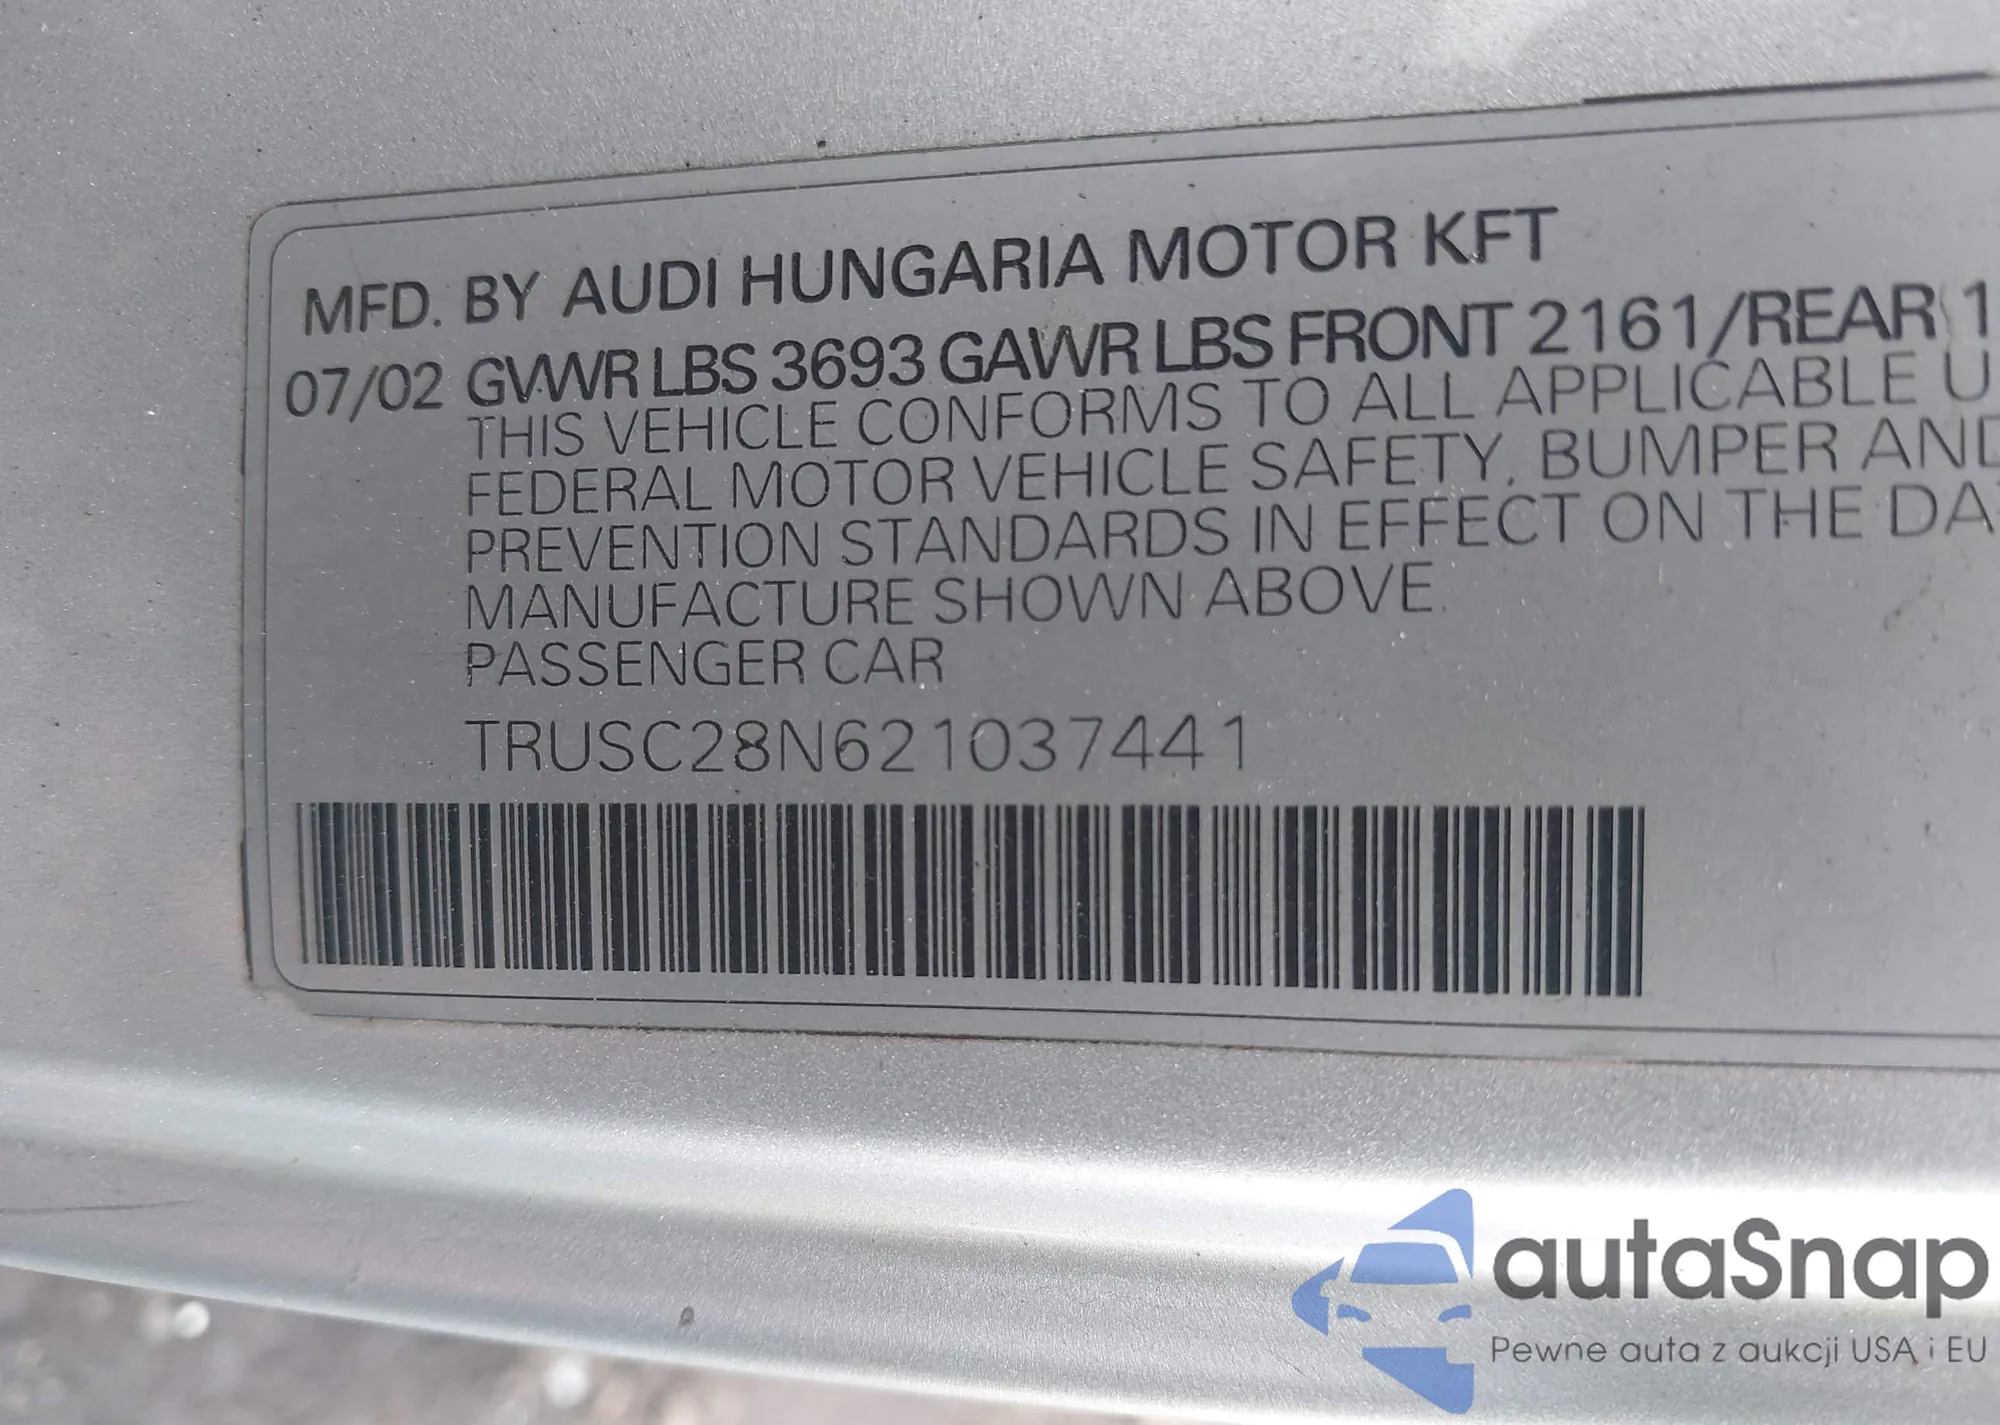 MFD. BY AUDI HUNGARIA MOTOR KFT
07/02 GVWR LBS 3693 GAWR LBS FRONT 2161/REAR 1
THIS VEHICLE CONFORMS TO ALL APPLICABLE U
FEDERAL MOTOR VEHICLE SAFETY, BUMPER AND
PREVENTION STANDARDS IN EFFECT ON THE DA
MANUFACTURE SHOWN ABOVE.
PASSENGER CAR
TRUSC28N621037441
autaSnap
Pewne auta z aukcji USA i EU